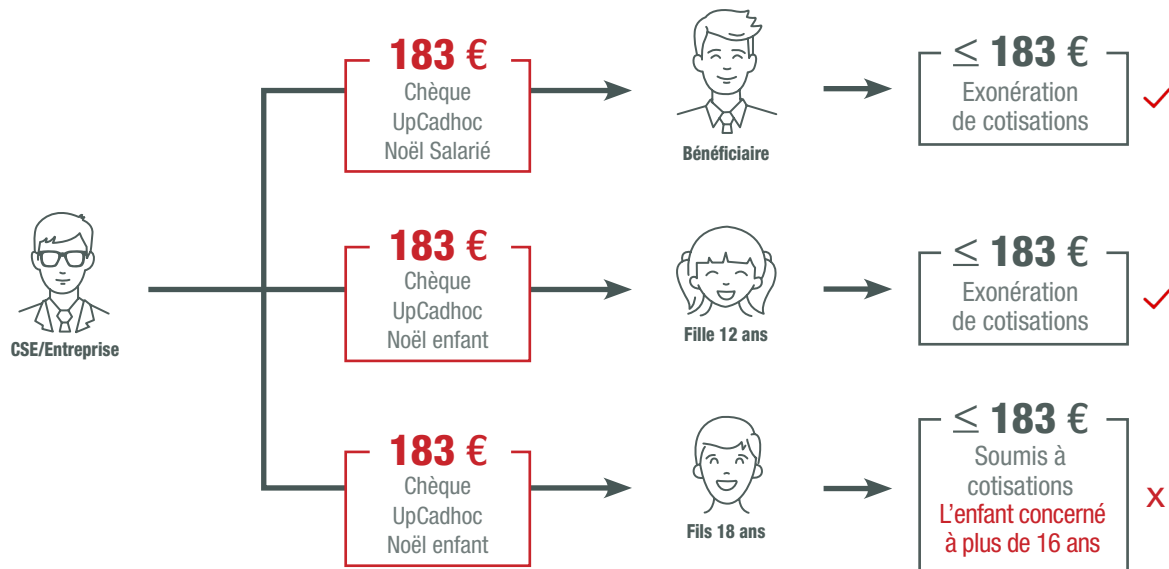 183 €
Chèque
UpCadhoc
Noël Salarié
Bénéficiaire
≤ 183 €
Exonération
de cotisations
CSE/Entreprise
183 €
Chèque
UpCadhoc
Noël enfant
Fille 12 ans
≤ 183 €
Exonération
de cotisations
183 €
Chèque
UpCadhoc
Noël enfant
Fils 18 ans
≤ 183 €
Soumis à
cotisations
L'enfant concerné
à plus de 16 ans
x